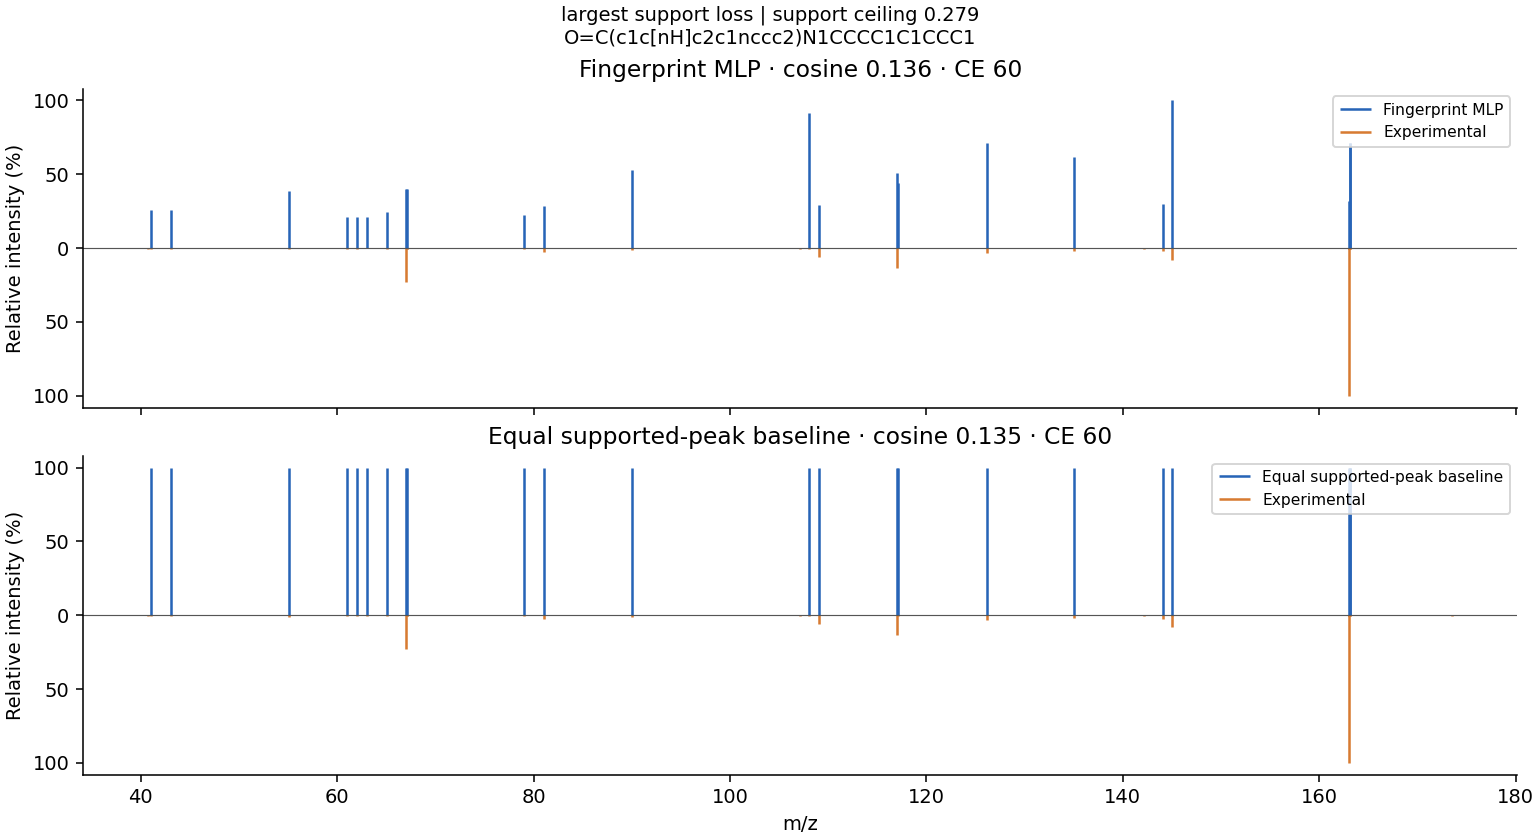 largest support loss | support ceiling 0.279
O=C(c1c[nH]c2c1nccc2)N1CCCC1C1CCC1
Fingerprint MLP · cosine 0.136 · CE 60
Relative intensity (%)
100
50
0
50
100
Fingerprint MLP
Experimental
Equal supported-peak baseline · cosine 0.135 · CE 60
Relative intensity (%)
100
50
0
50
100
Equal supported-peak baseline
Experimental
40 60 80 100 120 140 160 180
m/z